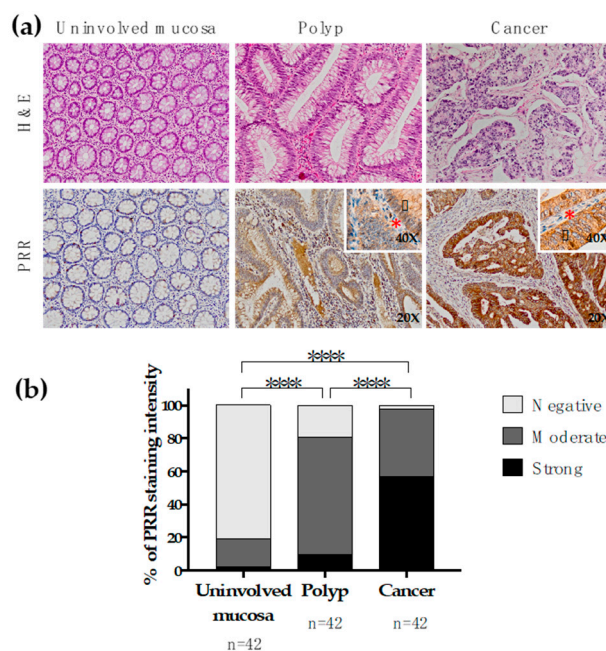 (a)
Uninvolved mucosa
Polyp
Cancer
H&E
PRR
*
40X
20X
*
40X
20X
(b)
****
****
****
% of PRR staining intensity
100
80
60
40
20
0
Uninvolved mucosa
n=42
Polyp
n=42
Cancer
n=42
Negative
Moderate
Strong